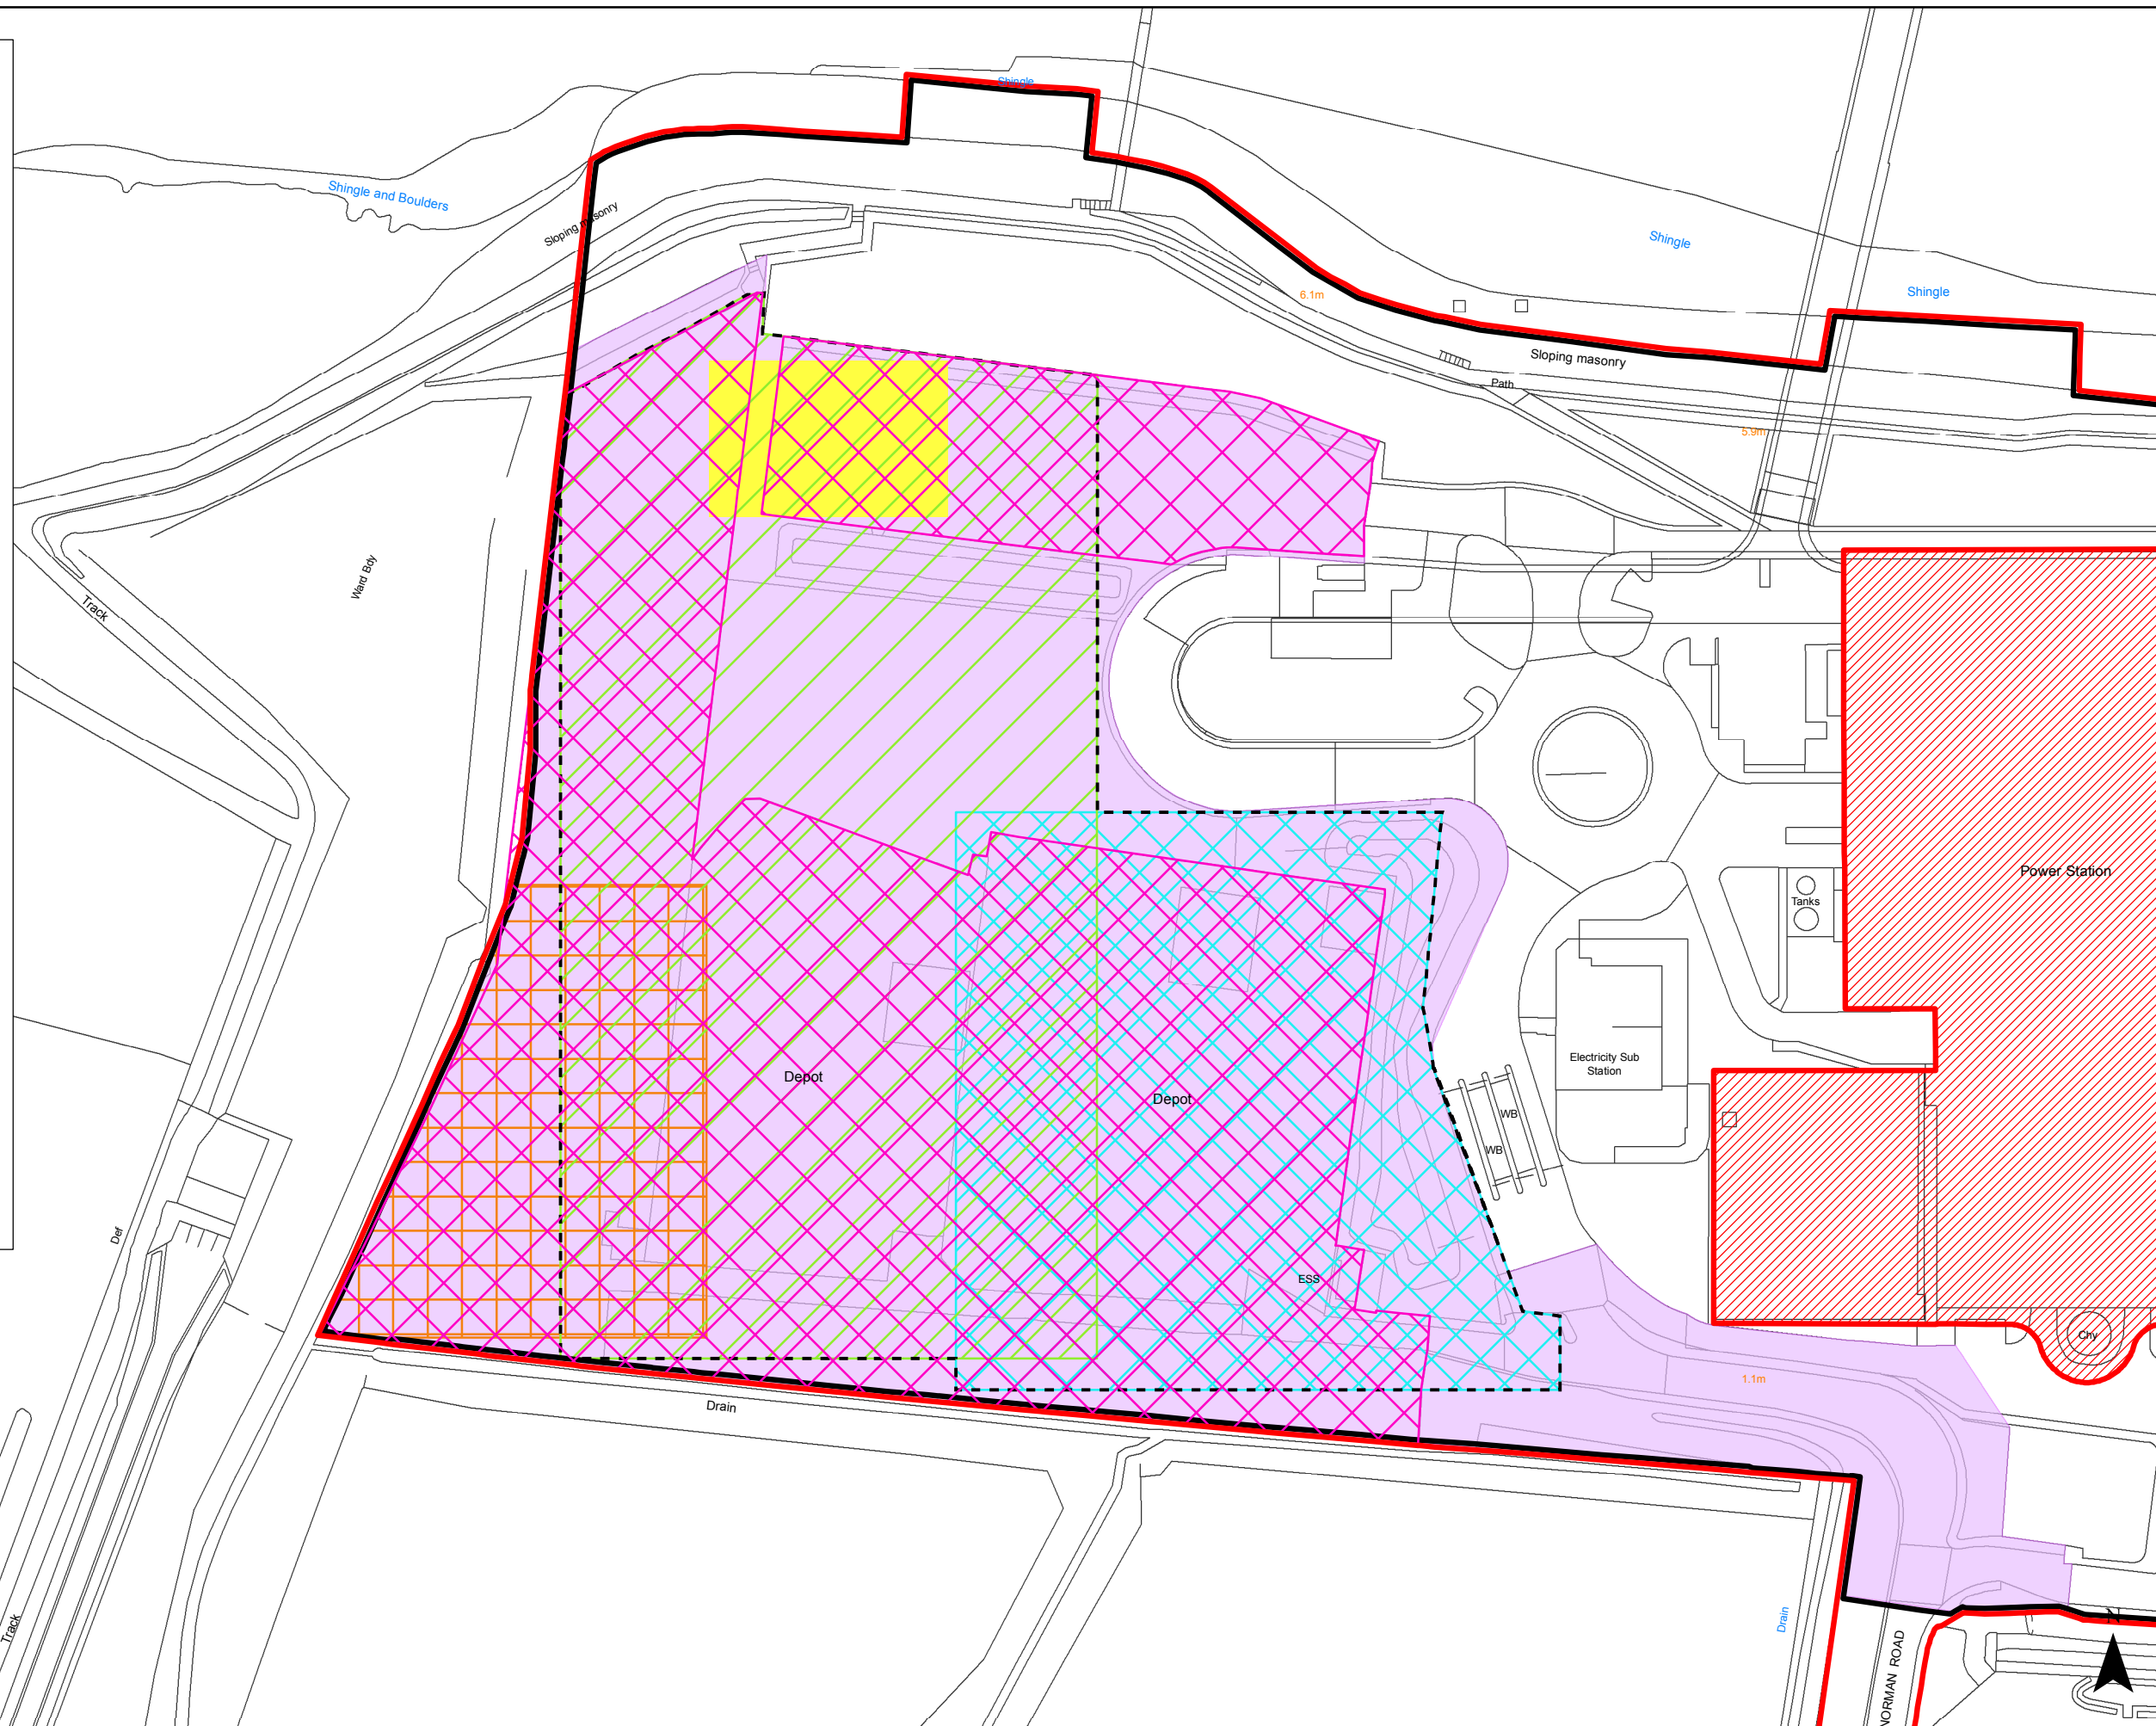 Shingle
Shingle and Boulders
Sloping masonry
Shingle
6.1m
Shingle
Sloping masonry
Path
5.9m
Ward Bdy
Track
Power Station
Tanks
Electricity Sub
Station
Depot
Depot
WB
WB
Def
ESS
Chy
1.1m
Drain
Track
Drain
N
NORMAN ROAD